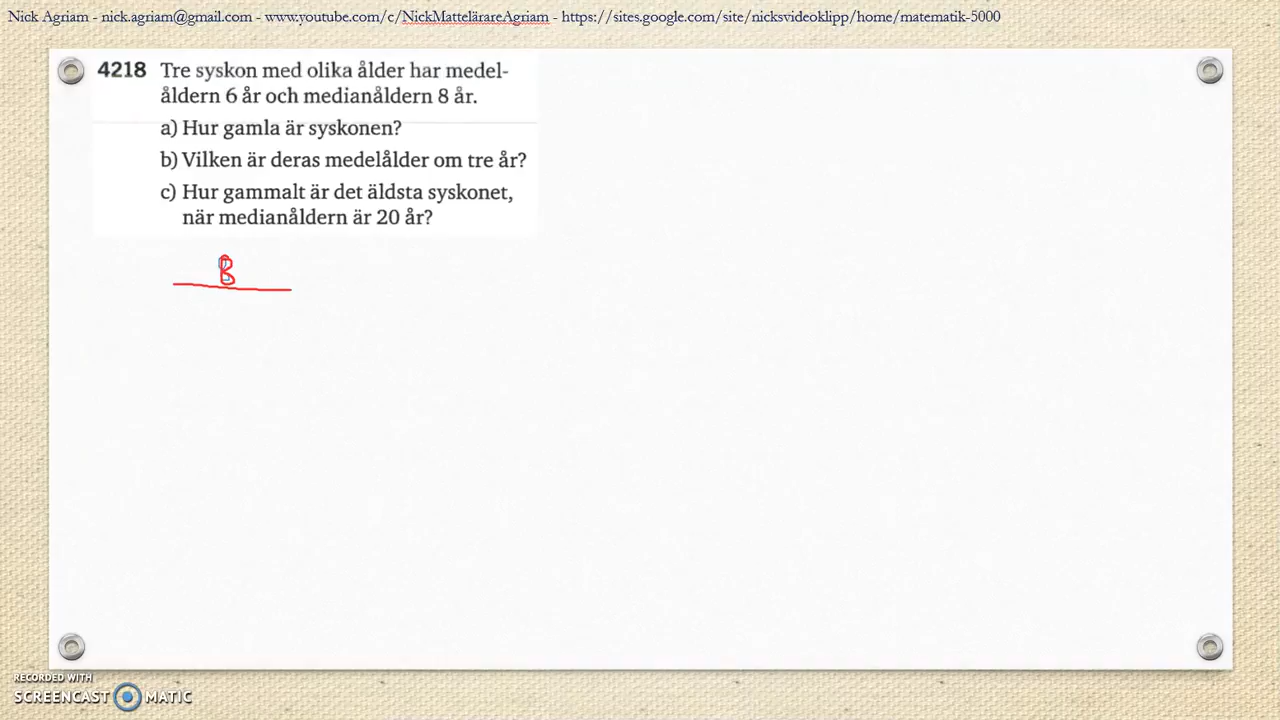 Nick Agriam - nick.agriam@gmail.com - www.youtube.com/c/NickMattelärareAgriam - https://sites.google.com/site/nicksvideoklipp/home/matematik-5000
4218 Tre syskon med olika ålder har medel-
åldern 6 år och medianåldern 8 år.
a) Hur gamla är syskonen?
b) Vilken är deras medelålder om tre år?
c) Hur gammalt är det äldsta syskonet,
när medianåldern är 20 år?
8
RECORDED WITH
SCREENCAST MATIC